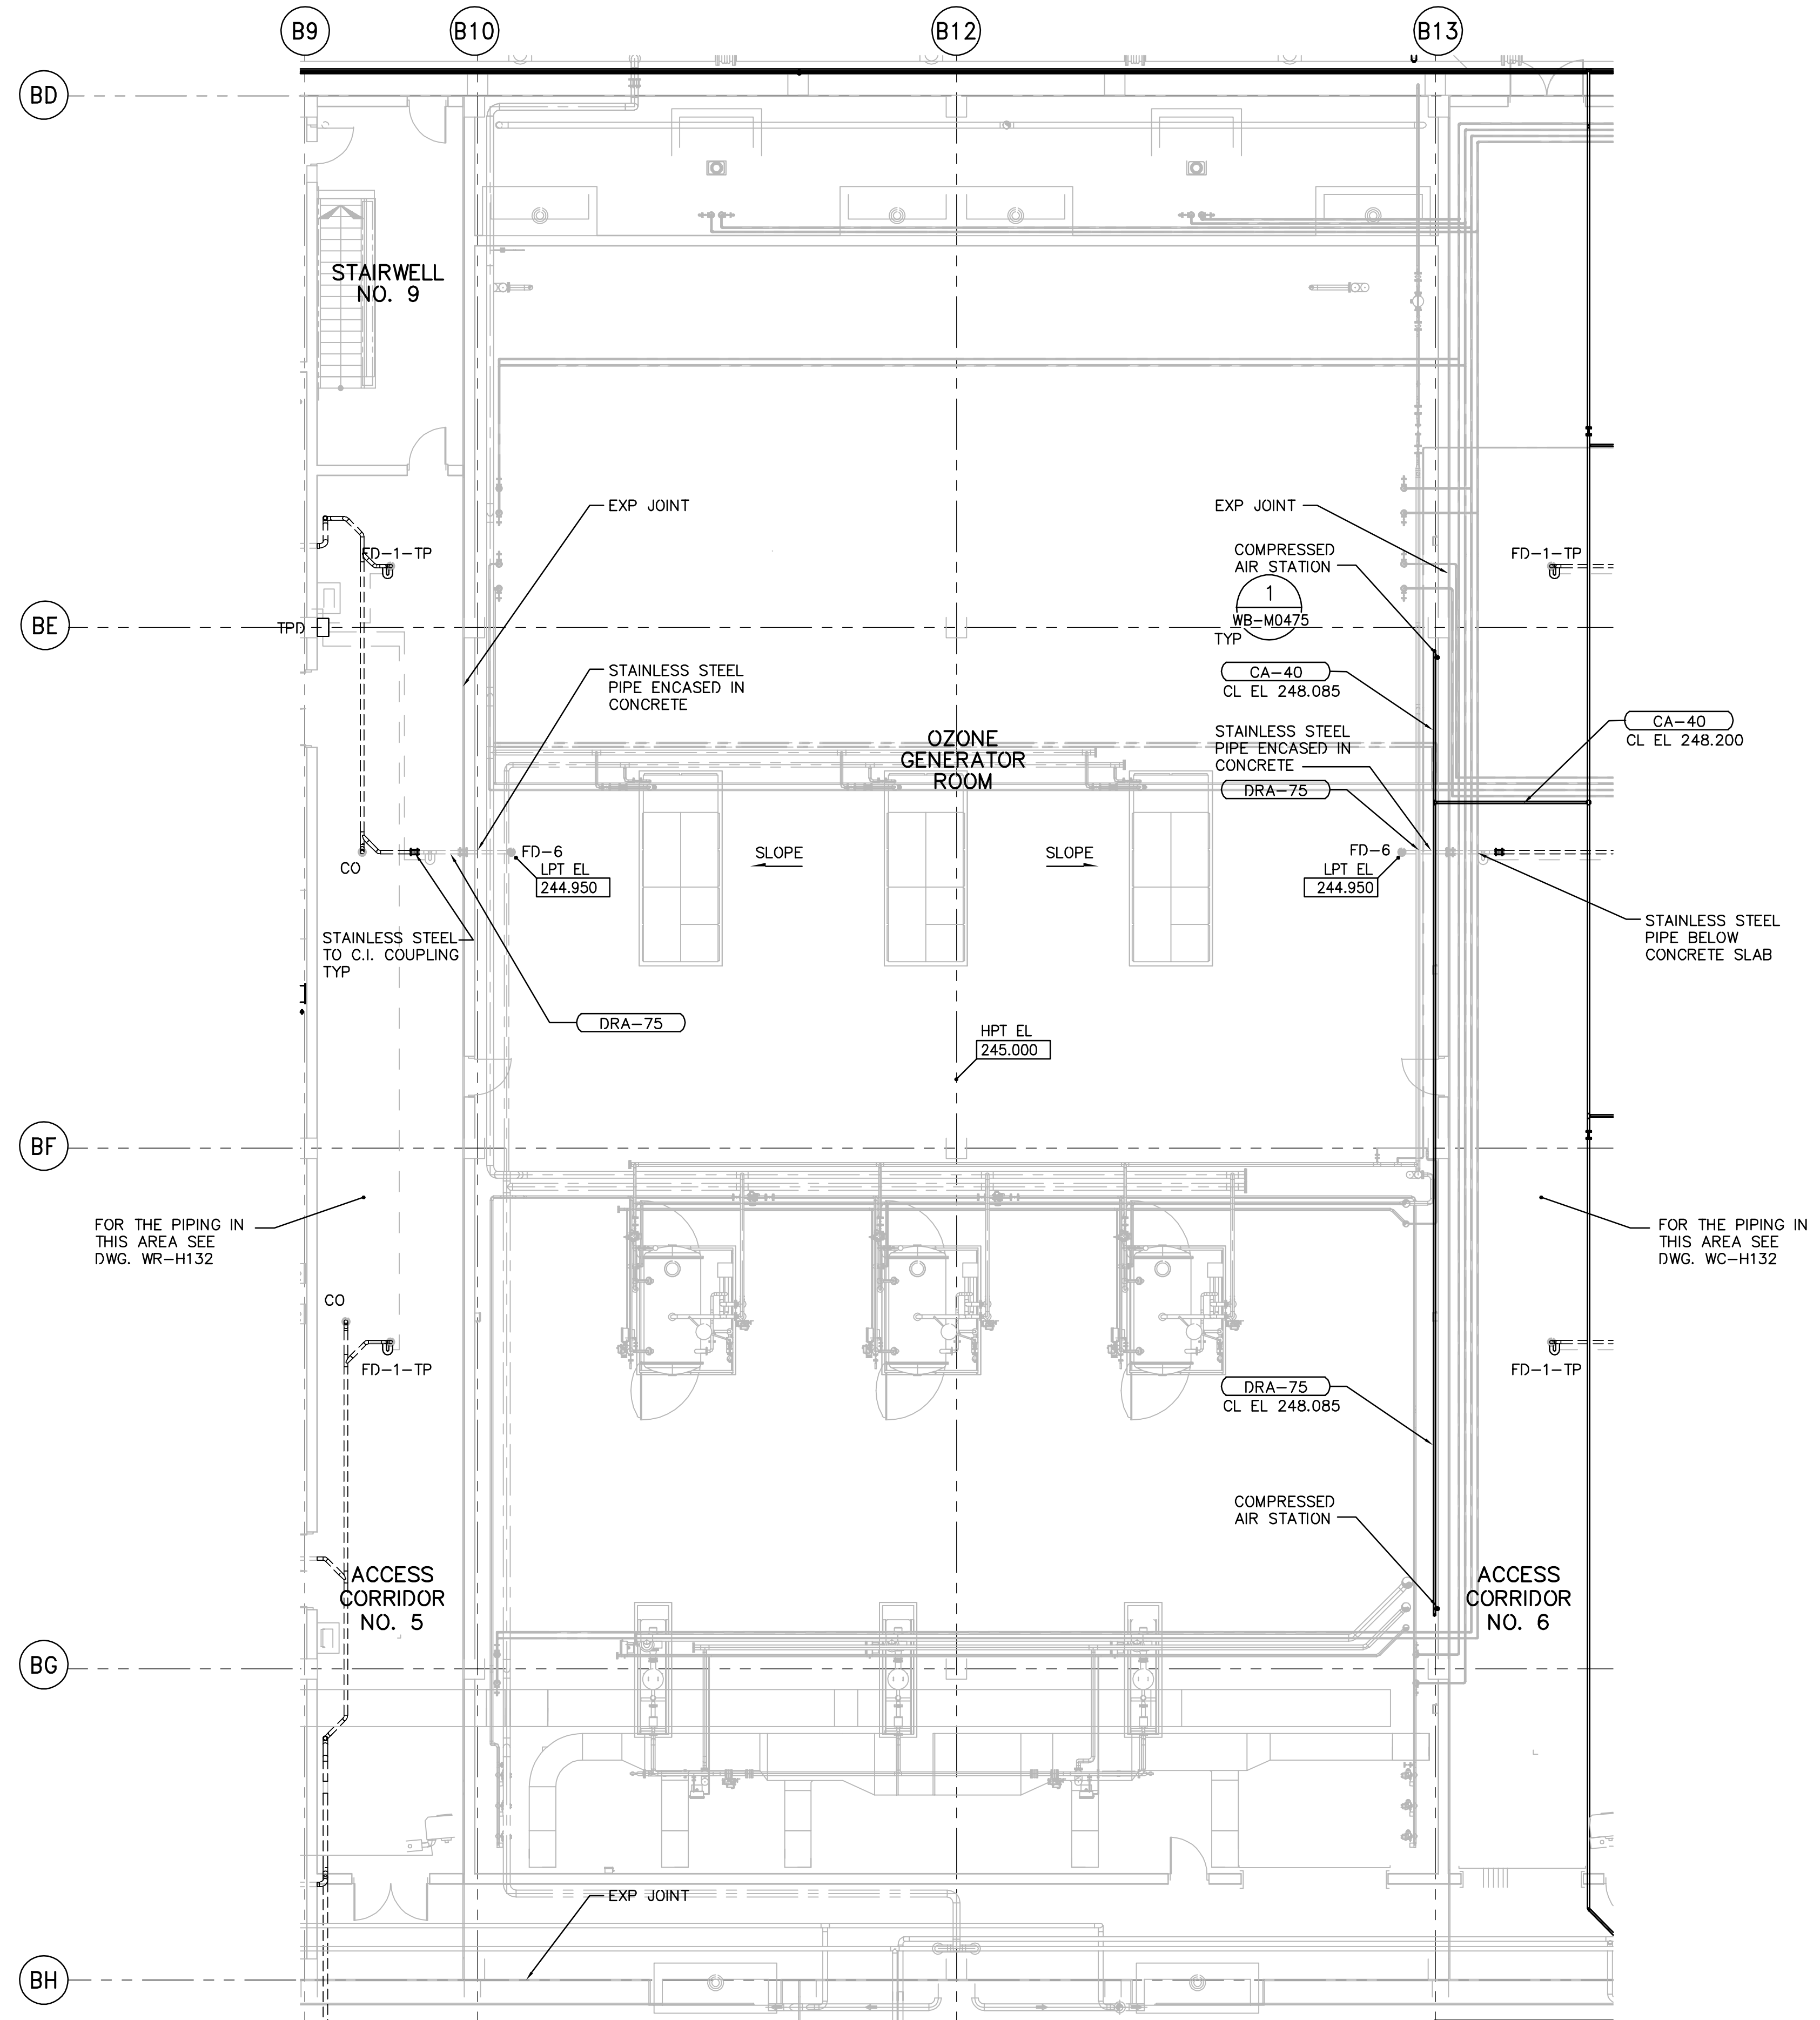 B9
B10
B12
B13
BD
STAIRWELL
NO. 9
EXP JOINT
EXP JOINT
FD-1-TP
COMPRESSED
AIR STATION
FD-1-TP
1
WB-M0475
TYP
BE
TPD
STAINLESS STEEL
PIPE ENCASED IN
CONCRETE
CA-40
CL EL 248.085
CA-40
CL EL 248.200
OZONE
GENERATOR
ROOM
STAINLESS STEEL
PIPE ENCASED IN
CONCRETE
DRA-75
CO
FD-6
LPT EL
244.950
SLOPE
SLOPE
FD-6
LPT EL
244.950
STAINLESS STEEL
TO C.I. COUPLING
TYP
STAINLESS STEEL
PIPE BELOW
CONCRETE SLAB
DRA-75
HPT EL
245.000
BF
FOR THE PIPING IN
THIS AREA SEE
DWG. WR-H132
FOR THE PIPING IN
THIS AREA SEE
DWG. WC-H132
CO
FD-1-TP
FD-1-TP
DRA-75
CL EL 248.085
COMPRESSED
AIR STATION
ACCESS
CORRIDOR
NO. 5
ACCESS
CORRIDOR
NO. 6
BG
EXP JOINT
BH